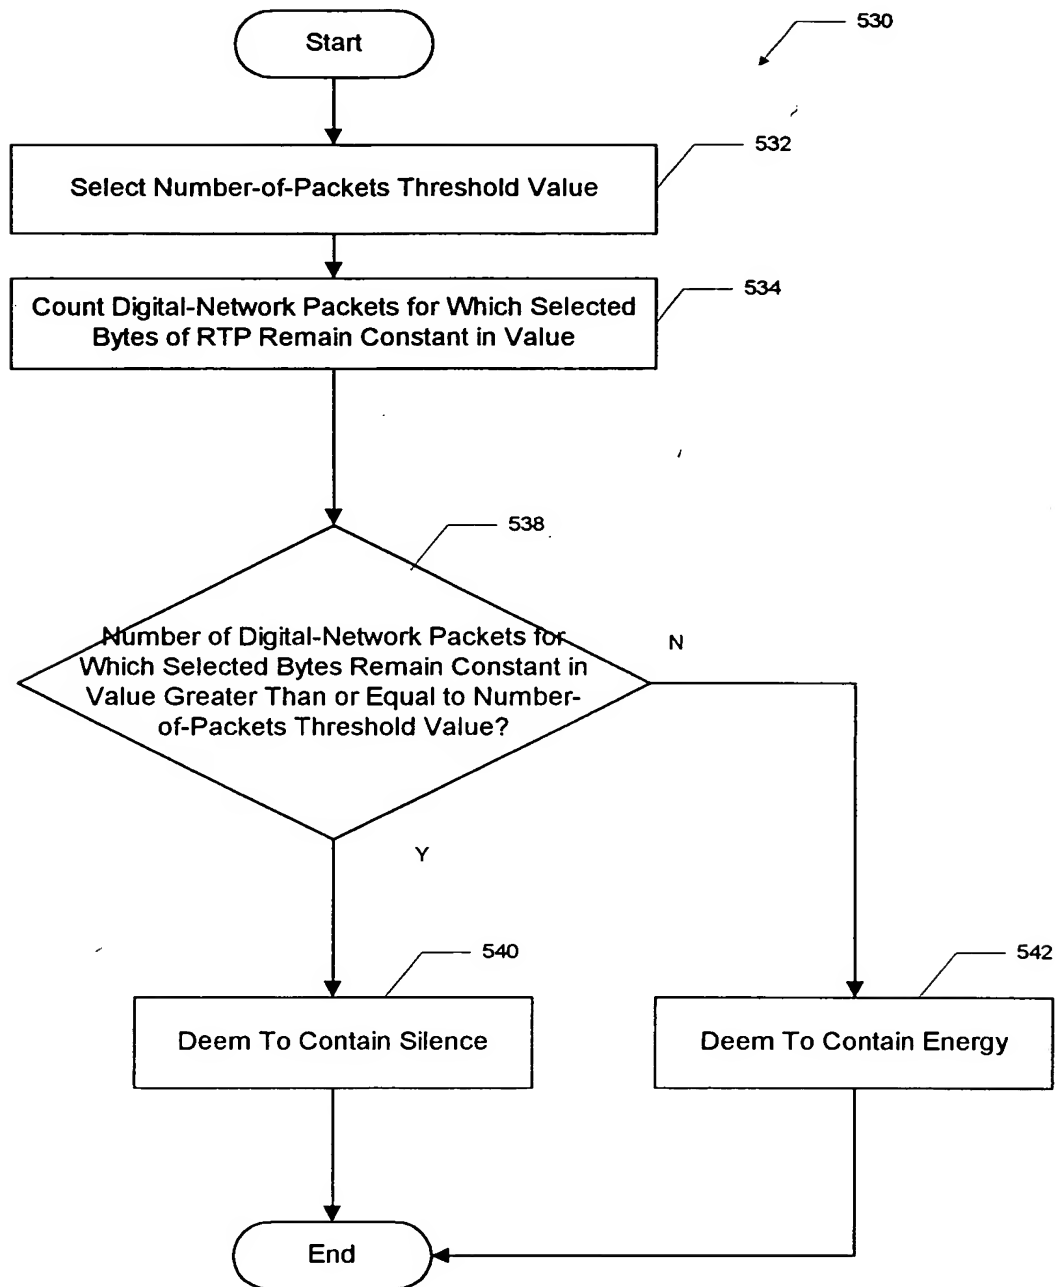 Start
530
532
Select Number-of-Packets Threshold Value
534
Count Digital-Network Packets for Which Selected
Bytes of RTP Remain Constant in Value
538
Number of Digital-Network Packets for
Which Selected Bytes Remain Constant in
Value Greater Than or Equal to Number-
of-Packets Threshold Value?
N
Y
540
542
Deem To Contain Silence
Deem To Contain Energy
End